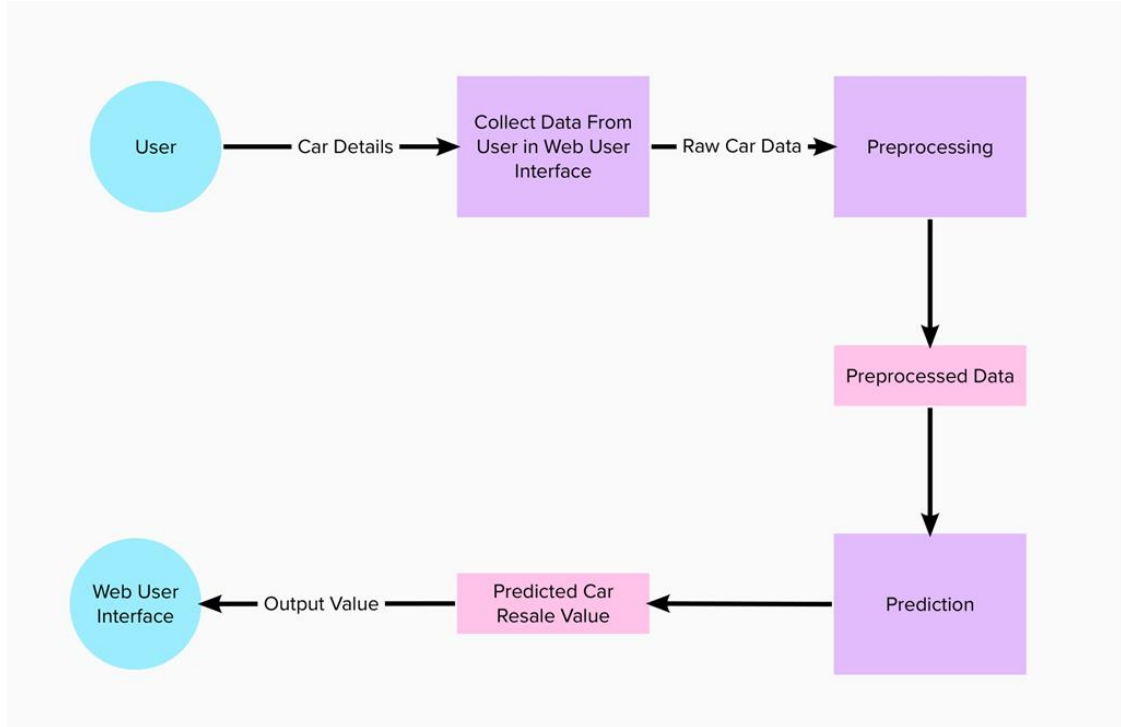 User
Car Details
Collect Data From
User in Web User
Interface
Raw Car Data
Preprocessing
Preprocessed Data
Prediction
Predicted Car
Resale Value
Output Value
Web User
Interface